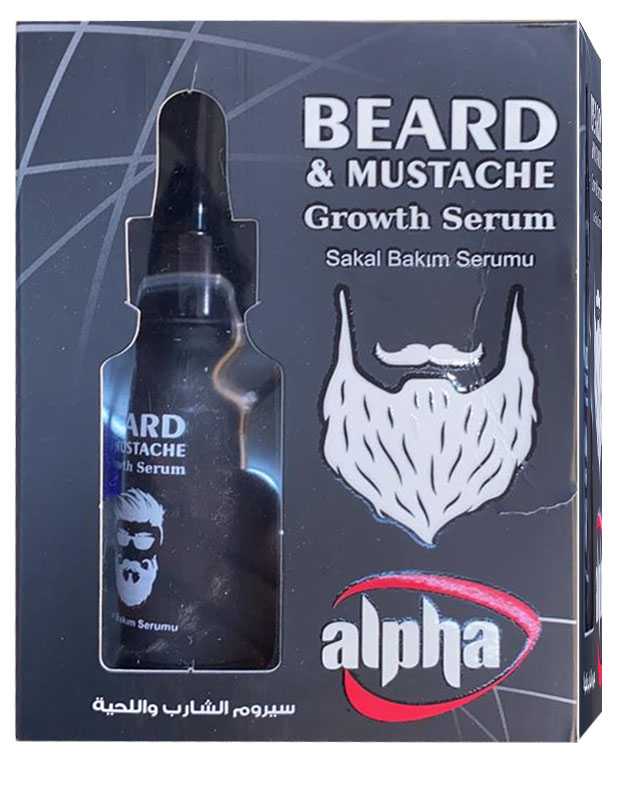 BEARD
& MUSTACHE
Growth Serum
Sakal Bakım Serumu
ARD
MUSTACHE
wth Serum
Bakım Serumu
alpha
سيروم الشارب واللحية